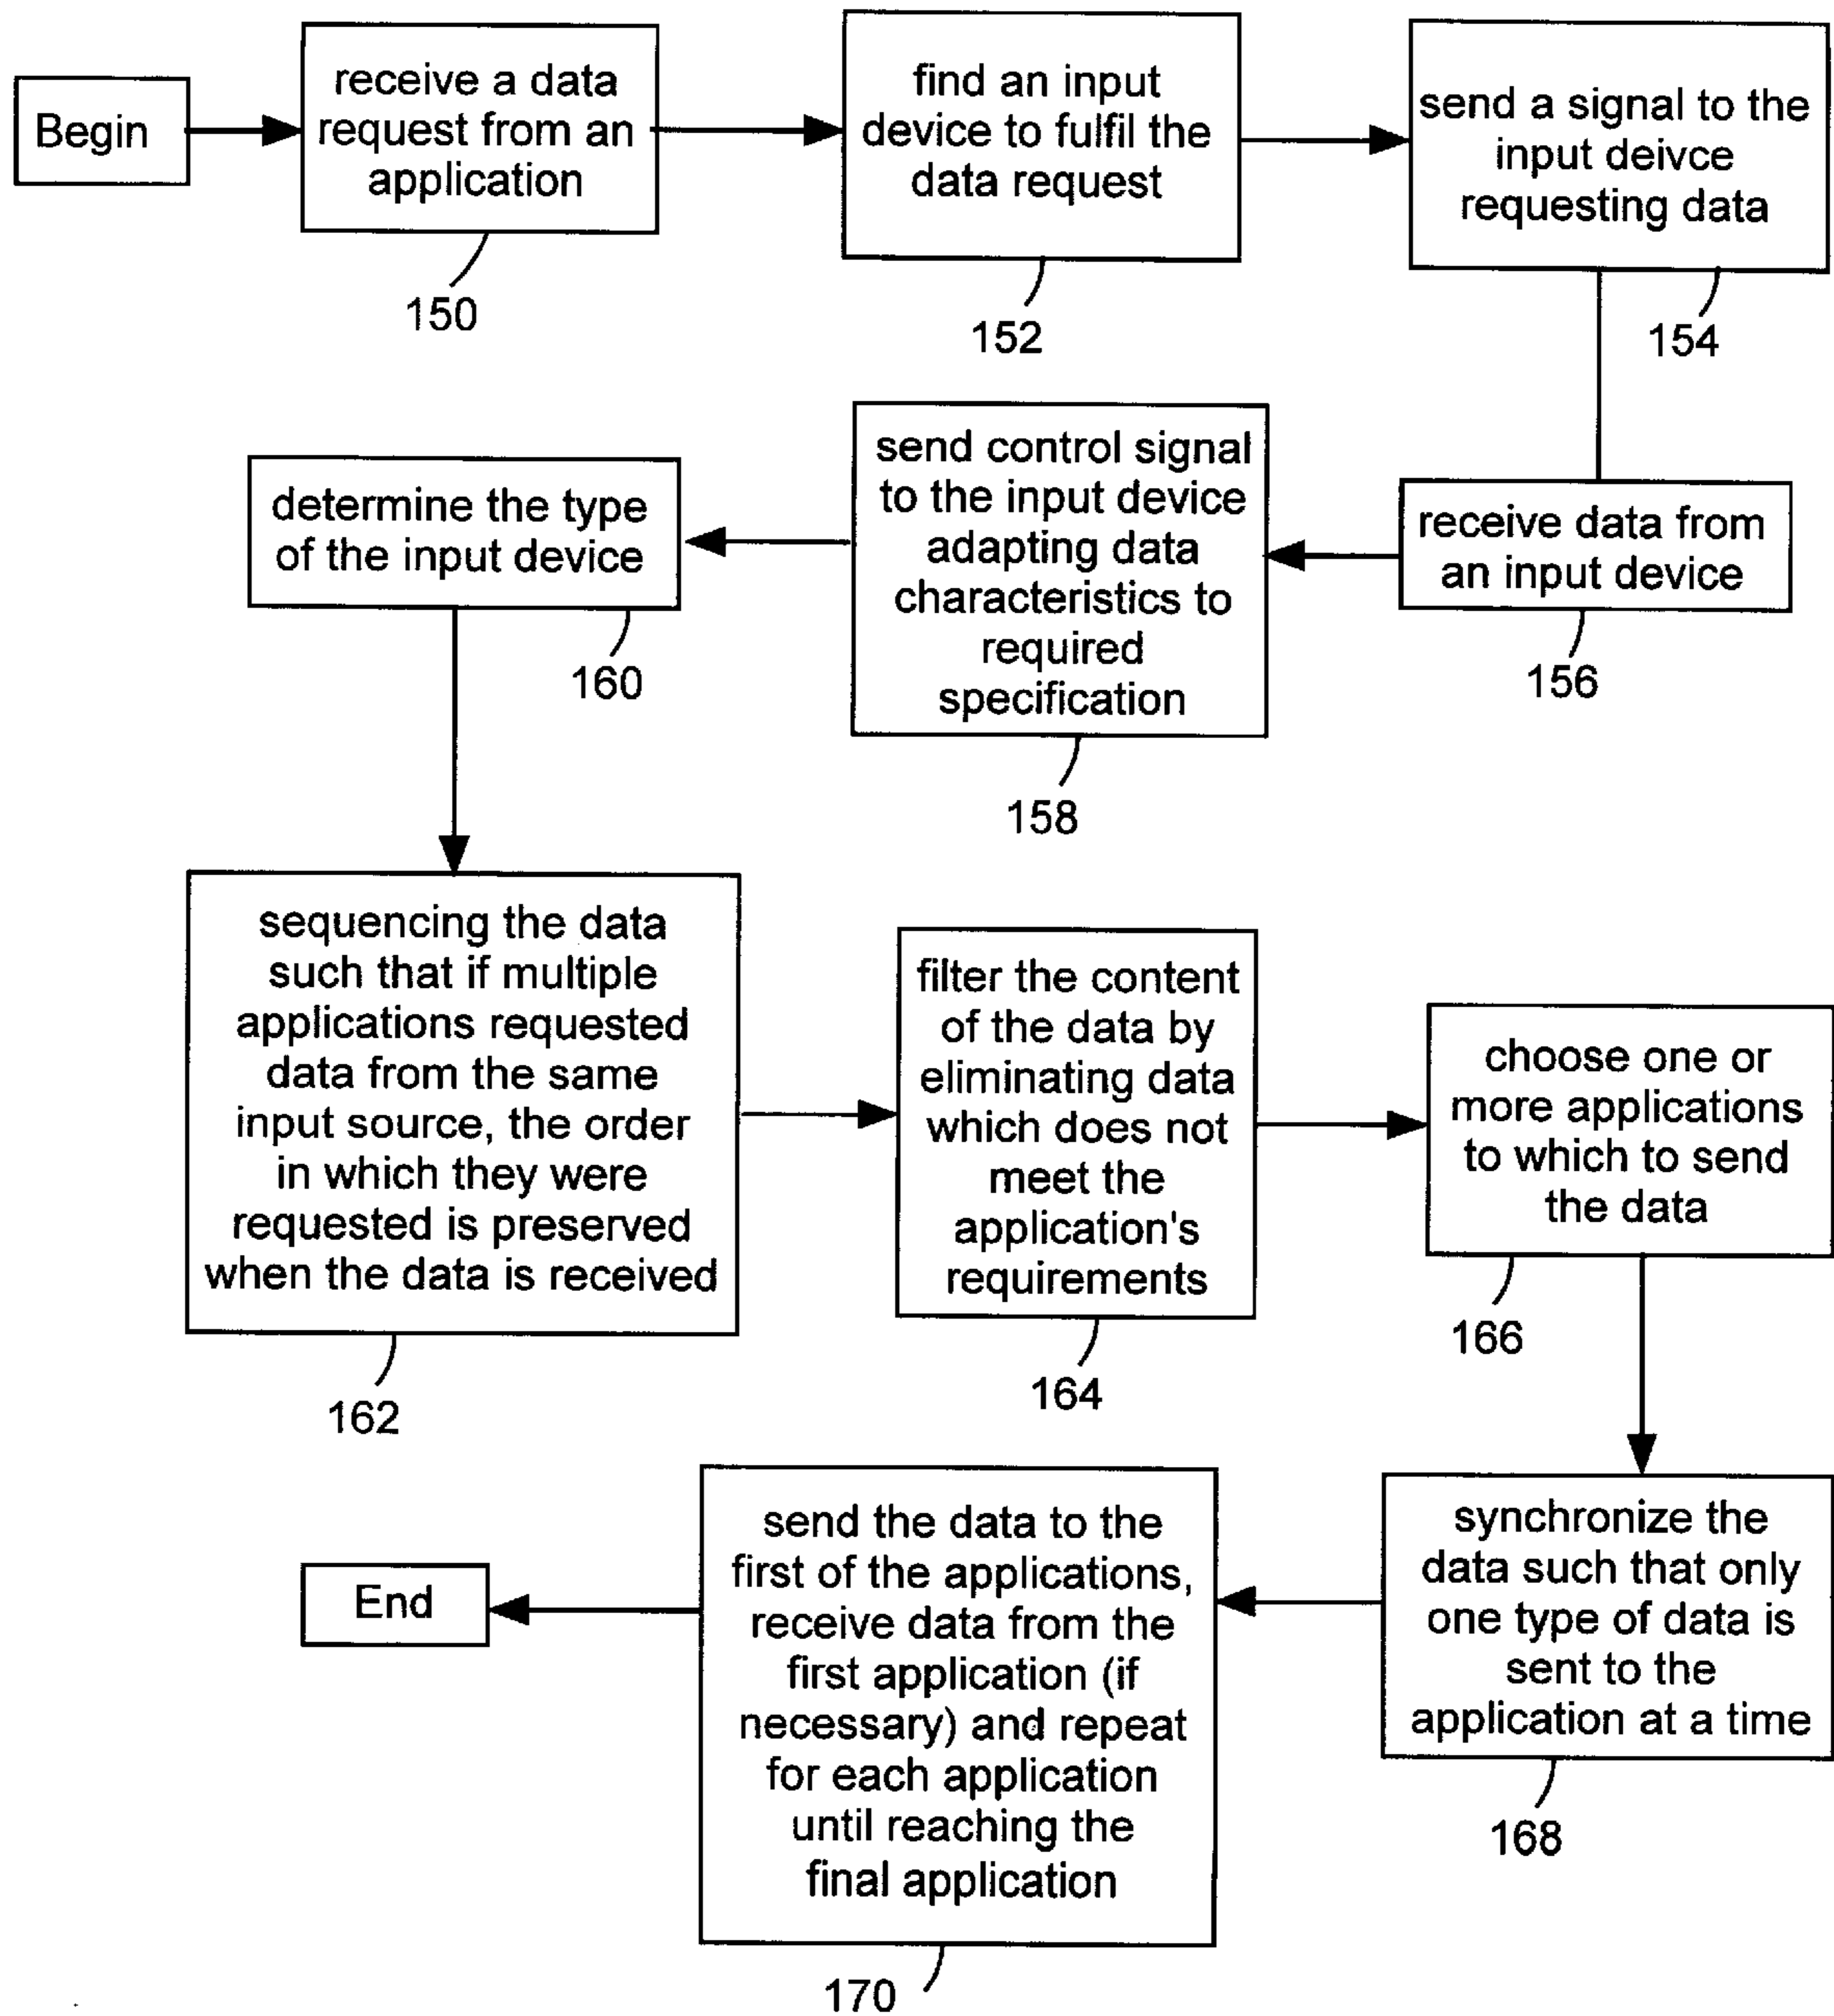 Begin
receive a data
request from an
application
150
find an input
device to fulfil the
data request
152
send a signal to the
input deivce
requesting data
154
receive data from
an input device
156
send control signal
to the input device
adapting data
characteristics to
required
specification
158
determine the type
of the input device
160
sequencing the data
such that if multiple
applications requested
data from the same
input source, the order
in which they were
requested is preserved
when the data is received
162
filter the content
of the data by
eliminating data
which does not
meet the
application's
requirements
164
choose one or
more applications
to which to send
the data
166
synchronize the
data such that only
one type of data is
sent to the
application at a time
168
send the data to the
first of the applications,
receive data from the
first application (if
necessary) and repeat
for each application
until reaching the
final application
170
End